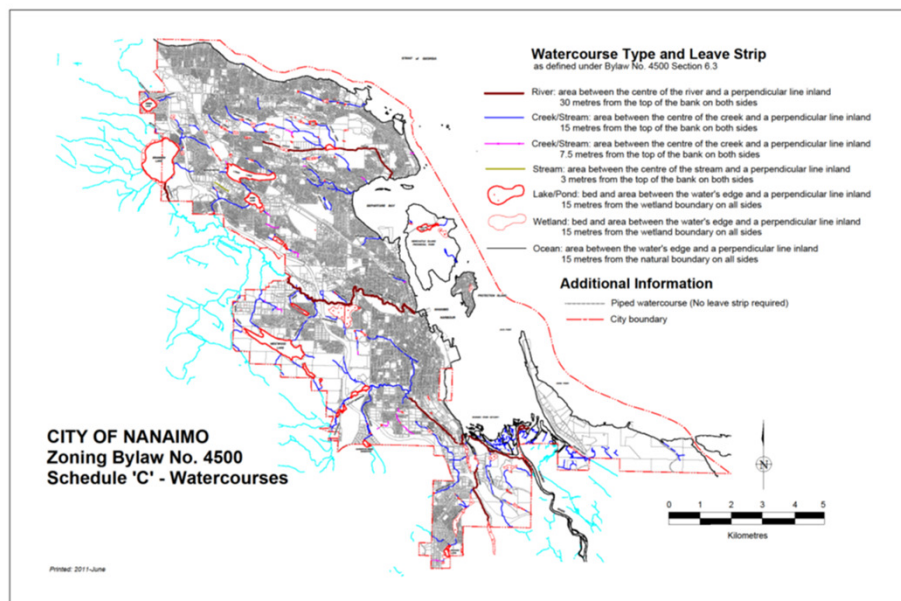 STRAIT OF GEORGIA
Watercourse Type and Leave Strip
as defined under Bylaw No. 4500 Section 6.3
River: area between the centre of the river and a perpendicular line inland
30 metres from the top of the bank on both sides
Creek/Stream: area between the centre of the creek and a perpendicular line inland
15 metres from the top of the bank on both sides
Creek/Stream: area between the centre of the creek and a perpendicular line inland
7.5 metres from the top of the bank on both sides
Stream: area between the centre of the stream and a perpendicular line inland
3 metres from the top of the bank on both sides
Lake/Pond: bed and area between the water's edge and a perpendicular line inland
15 metres from the wetland boundary on all sides
Wetland: bed and area between the water's edge and a perpendicular line inland
15 metres from the wetland boundary on all sides
Ocean: area between the water's edge and a perpendicular line inland
15 metres from the natural boundary on all sides
Additional Information
Piped watercourse (No leave strip required)
City boundary
DEPARTURE BAY
PROTECTION ISLAND
NANAIMO
HARBOUR
CITY OF NANAIMO
Zoning Bylaw No. 4500
Schedule 'C' - Watercourses
N
0 1 2 3 4 5
Kilometres
Printed: 2011-June